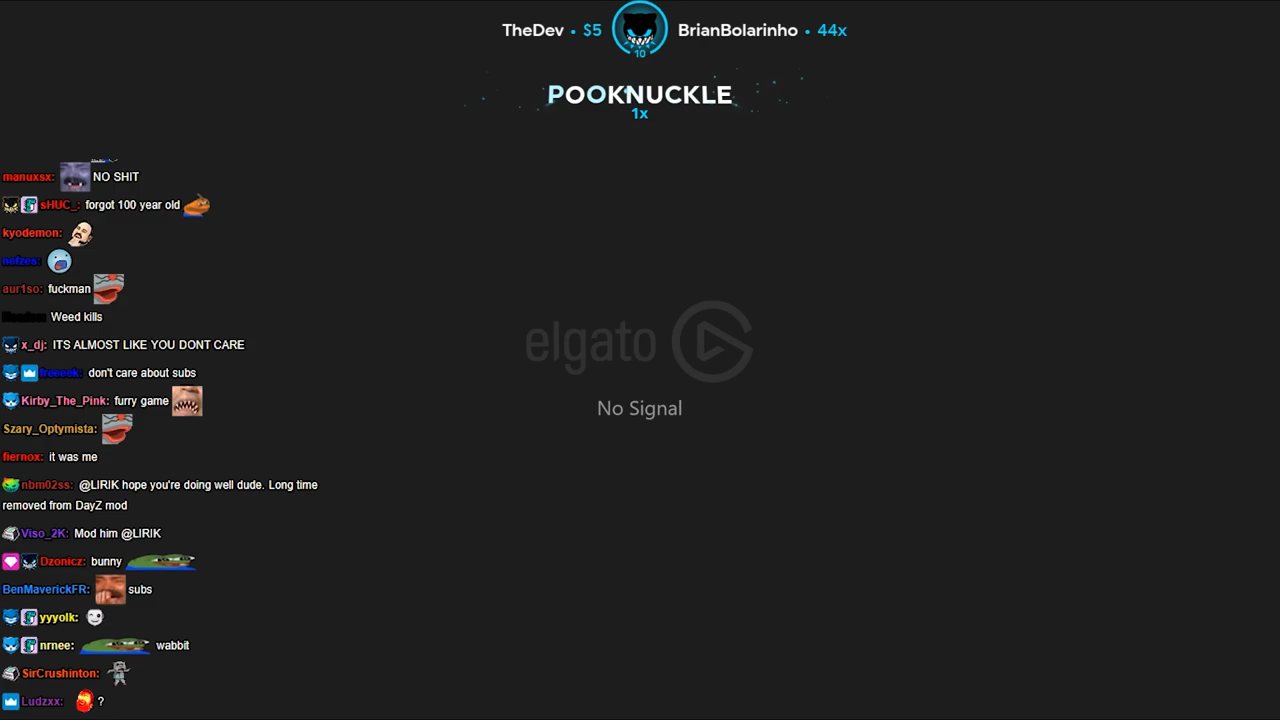 TheDev • $5
BrianBolarinho • 44x
10
POOKNUCKLE
1x
manuxsx: NO SHIT
sHUC_: forgot 100 year old
kyodemon:
nefzes:
aur1so: fuckman
Weed kills
x_dj: ITS ALMOST LIKE YOU DONT CARE
freeeek: don't care about subs
Kirby_The_Pink: furry game
Szary_Optymista:
fiernox: it was me
nbm02ss: @LIRIK hope you're doing well dude. Long time
removed from DayZ mod
Viso_2K: Mod him @LIRIK
Dzonicz: bunny
BenMaverickFR: subs
yyyolk:
nrnee: wabbit
SirCrushinton:
Ludzxx: ?
elgato
No Signal